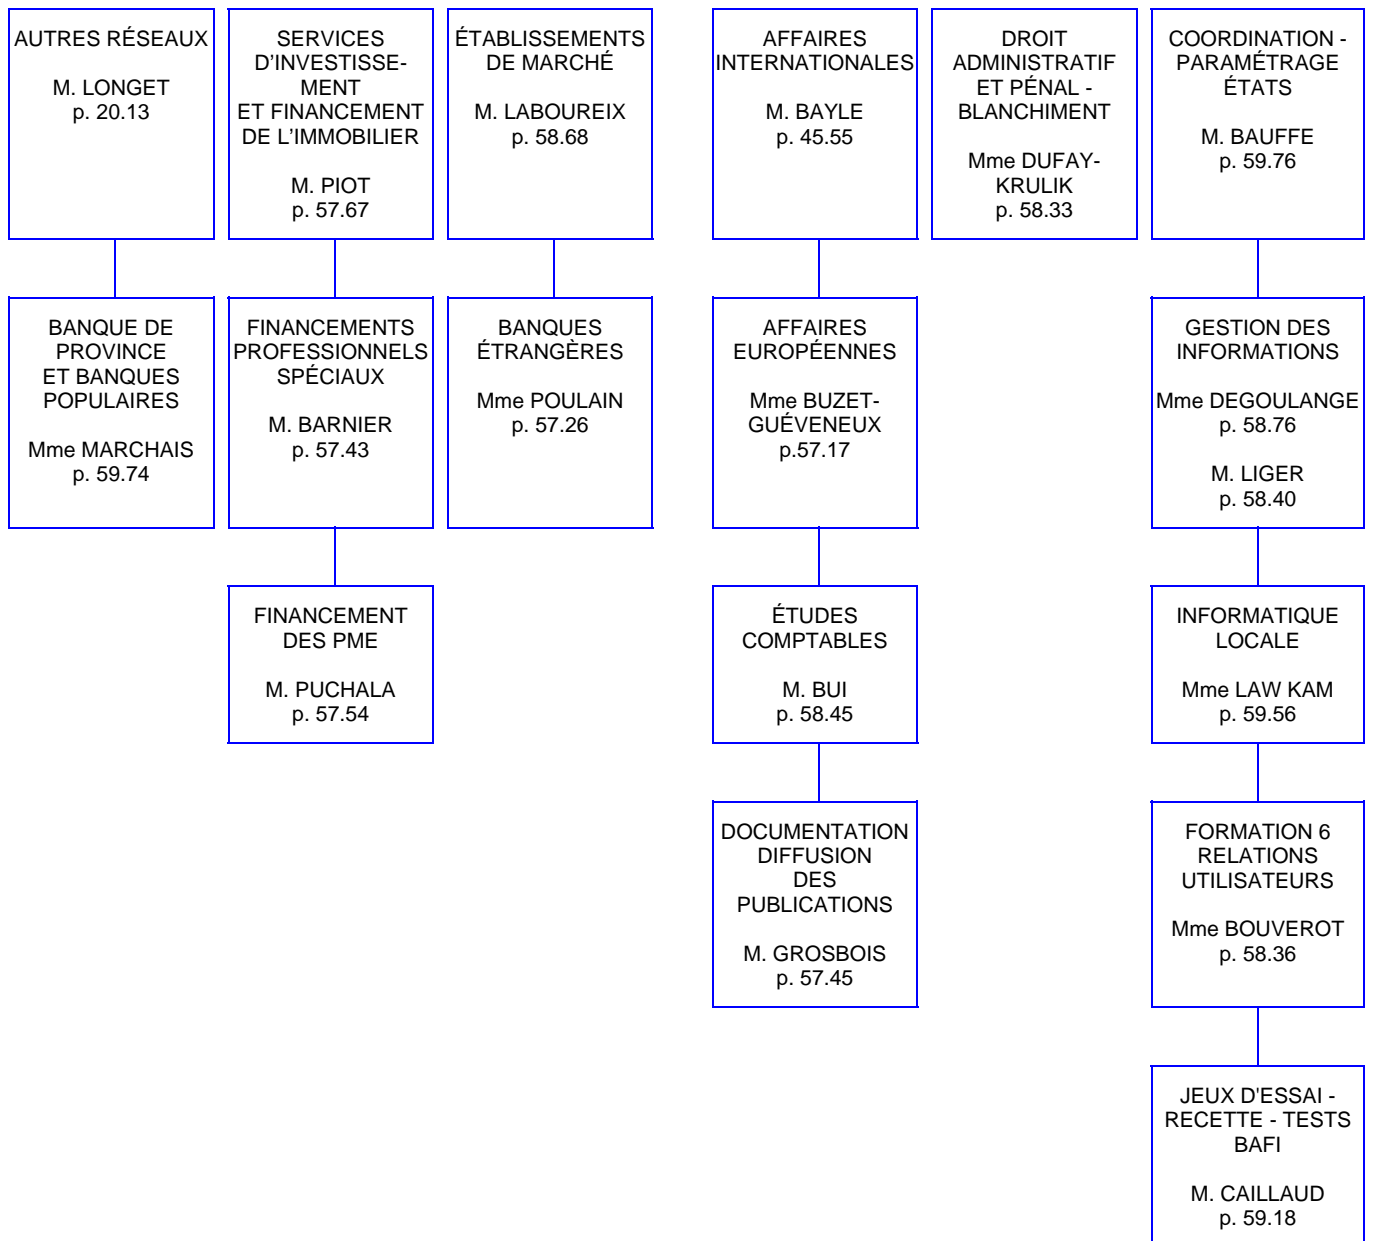 AUTRES RÉSEAUX
M. LONGET
p. 20.13
SERVICES
D'INVESTISSE-
MENT
ET FINANCEMENT
DE L'IMMOBILIER
M. PIOT
p. 57.67
ÉTABLISSEMENTS
DE MARCHÉ
M. LABOUREIX
p. 58.68
AFFAIRES
INTERNATIONALES
M. BAYLE
p. 45.55
DROIT
ADMINISTRATIF
ET PÉNAL -
BLANCHIMENT
Mme DUFAY-
KRULIK
p. 58.33
COORDINATION -
PARAMÉTRAGE
ÉTATS
M. BAUFFE
p. 59.76
BANQUE DE
PROVINCE
ET BANQUES
POPULAIRES
Mme MARCHAIS
p. 59.74
FINANCEMENTS
PROFESSIONNELS
SPÉCIAUX
M. BARNIER
p. 57.43
BANQUES
ÉTRANGÈRES
Mme POULAIN
p. 57.26
AFFAIRES
EUROPÉENNES
Mme BUZET-
GUÉVENEUX
p.57.17
GESTION DES
INFORMATIONS
Mme DEGOULANGE
p. 58.76
M. LIGER
p. 58.40
FINANCEMENT
DES PME
M. PUCHALA
p. 57.54
ÉTUDES
COMPTABLES
M. BUI
p. 58.45
INFORMATIQUE
LOCALE
Mme LAW KAM
p. 59.56
DOCUMENTATION
DIFFUSION
DES
PUBLICATIONS
M. GROSBOIS
p. 57.45
FORMATION 6
RELATIONS
UTILISATEURS
Mme BOUVEROT
p. 58.36
JEUX D'ESSAI -
RECETTE - TESTS
BAFI
M. CAILLAUD
p. 59.18